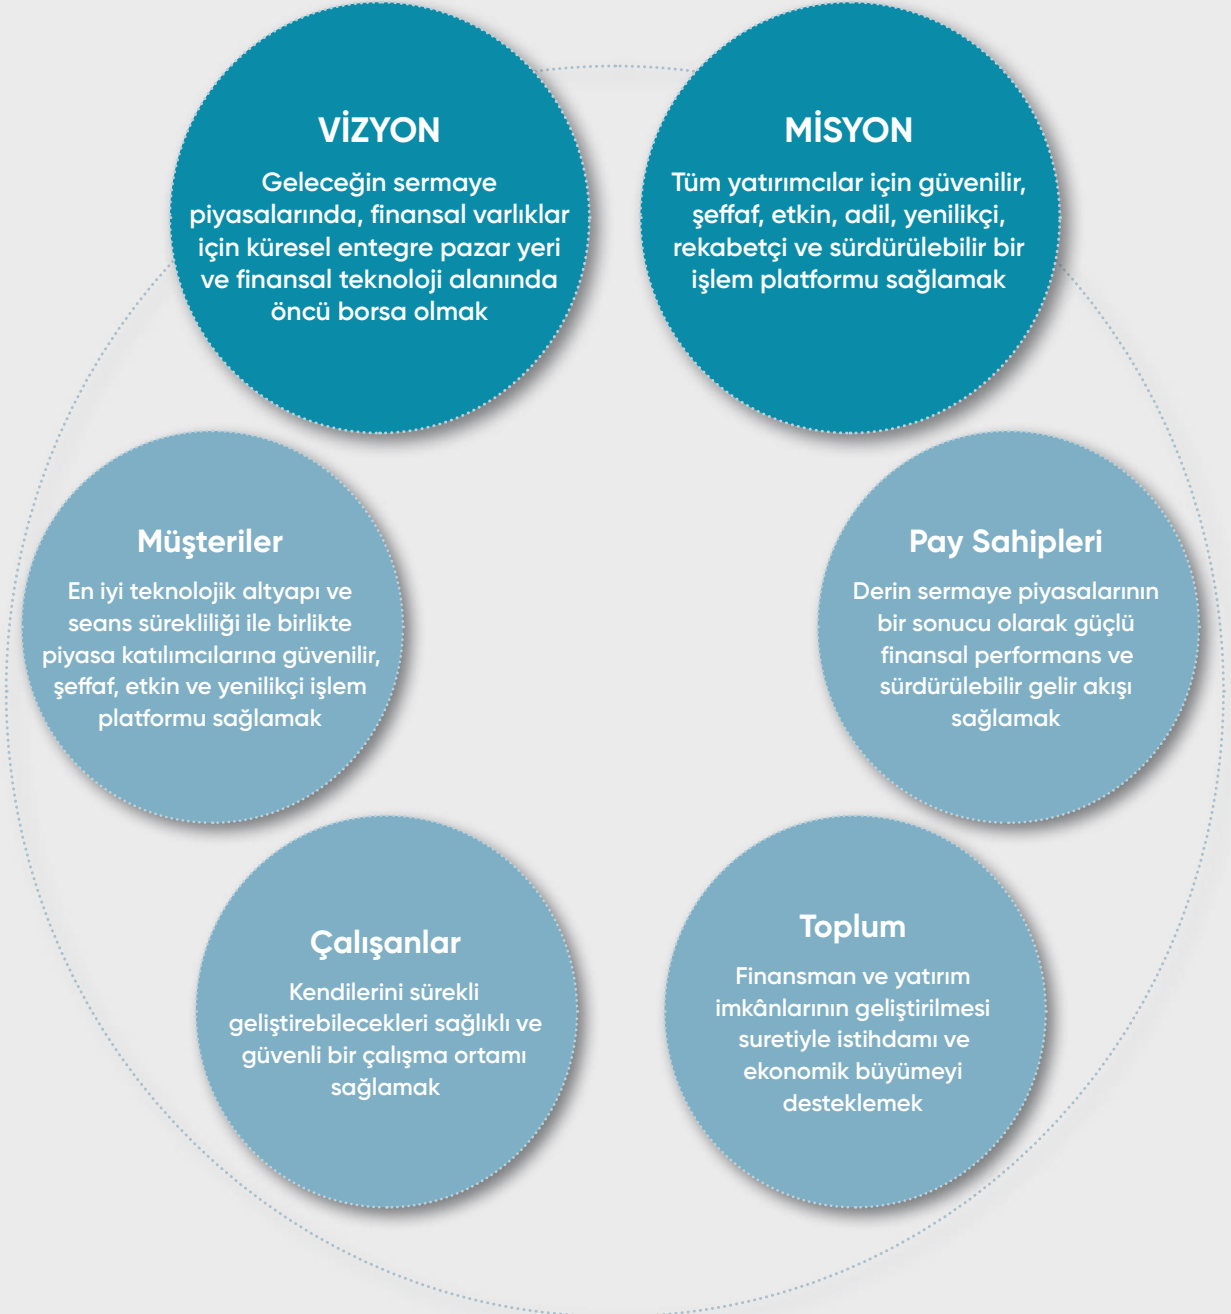 VİZYON
Geleceğin sermaye
piyasalarında, finansal varlıklar
için küresel entegre pazar yeri
ve finansal teknoloji alanında
öncü borsa olmak
MİSYON
Tüm yatırımcılar için güvenilir,
şeffaf, etkin, adil, yenilikçi,
rekabetçi ve sürdürülebilir bir
işlem platformu sağlamak
Müşteriler
En iyi teknolojik altyapı ve
seans sürekliliği ile birlikte
piyasa katılımcılarına güvenilir,
şeffaf, etkin ve yenilikçi işlem
platformu sağlamak
Pay Sahipleri
Derin sermaye piyasalarının
bir sonucu olarak güçlü
finansal performans ve
sürdürülebilir gelir akışı
sağlamak
Çalışanlar
Kendilerini sürekli
geliştirebilecekleri sağlıklı ve
güvenli bir çalışma ortamı
sağlamak
Toplum
Finansman ve yatırım
imkânlarının geliştirilmesi
suretiyle istihdamı ve
ekonomik büyümeyi
desteklemek